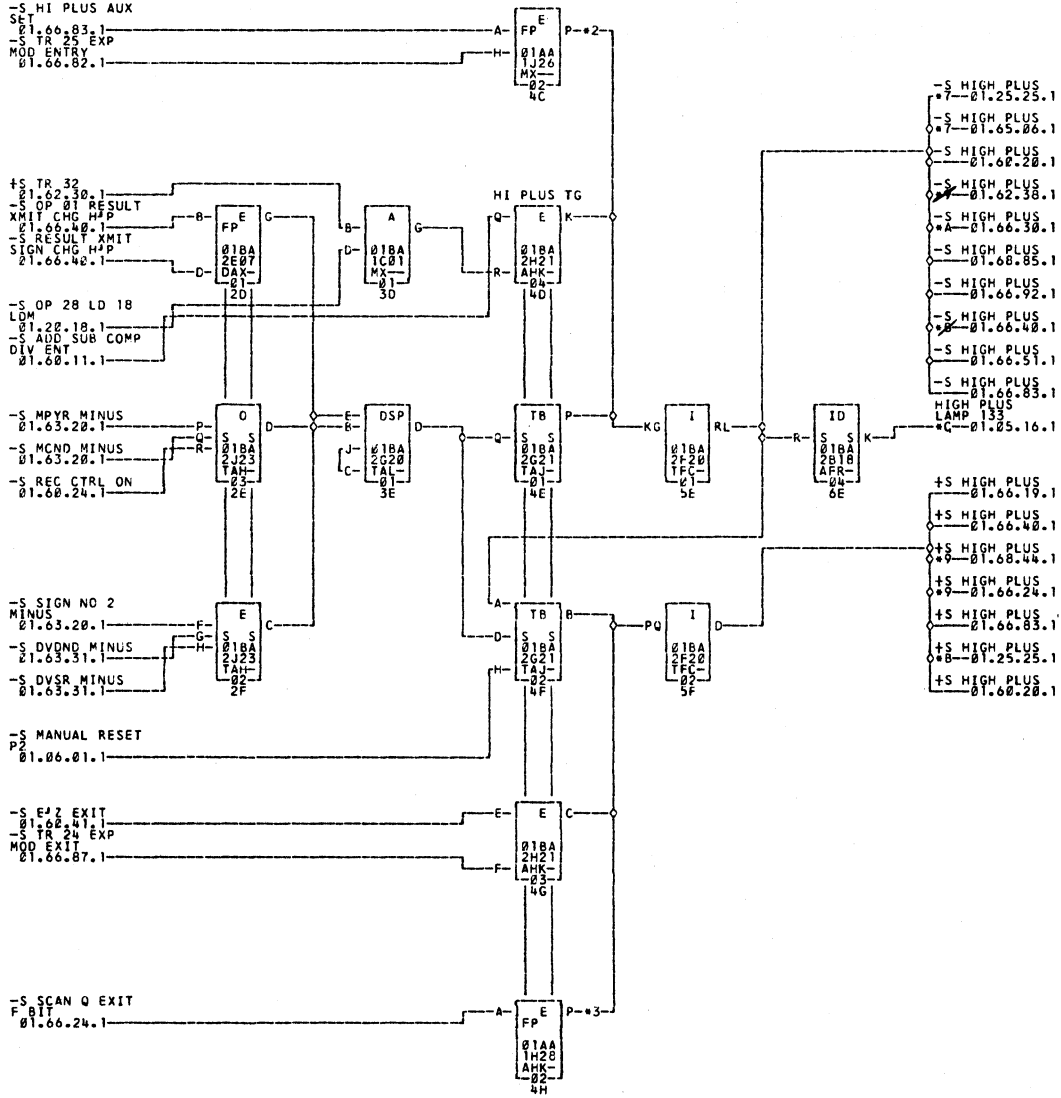 -S HI PLUS AUX
SET
01.66.83.1
-S TR 25 EXP
MOD ENTRY
01.66.82.1
A
H
E
FP
01AA
1J26
MX
02
4C
P *2
+S TR 32
01.62.30.1
-S OP 01 RESULT
XMIT CHG H'P
01.66.40.1
-S RESULT XMIT
SIGN CHG H'P
01.66.40.1
B
D
E
FP
01BA
2E07
DAX-
01
2D
G
B
D
A
01BA
1C01
MX
01
3D
G
HI PLUS TG
Q
R
E
01BA
2H21
AHK-
04
4D
K
-S OP 28 LD 18
LDM
01.20.18.1
-S ADD SUB COMP
DIV ENT
01.60.11.1
-S MPYR MINUS
01.63.20.1
-S MCND MINUS
01.63.20.1
-S REC CTRL ON
01.60.24.1
P
Q
R
O
S S
01BA
2J23
TAH-
03
2E
D
E
B
J
C
DSP
01BA
2G20
TAL-
01
3E
D
Q
TB
S
01BA
2G21
TAJ-
01
4E
P
KG
I
01BA
2F20
TFC-
01
5E
RL
R
ID
S S
01BA
2B18
AFR-
04
6E
K
-S HIGH PLUS
*7 01.25.25.1
-S HIGH PLUS
*7 01.65.06.1
-S HIGH PLUS
01.60.20.1
-S HIGH PLUS
01.62.38.1
-S HIGH PLUS
*A 01.66.30.1
-S HIGH PLUS
01.68.85.1
-S HIGH PLUS
01.66.92.1
-S HIGH PLUS
01.66.40.1
-S HIGH PLUS
01.66.51.1
-S HIGH PLUS
01.66.83.1
HIGH PLUS
LAMP 133
*C 01.05.16.1
-S SIGN NO 2
MINUS
01.63.20.1
-S DVDND MINUS
01.63.31.1
-S DVSR MINUS
01.63.31.1
F
G
H
E
S S
01BA
2J23
TAH-
02
2F
C
A
D
H
TB
S S
01BA
2G21
TAJ-
02
4F
B
PQ
I
01BA
2F20
TFC-
02
5F
D
+S HIGH PLUS
01.66.19.1
+S HIGH PLUS
01.66.40.1
+S HIGH PLUS
*9 01.68.44.1
+S HIGH PLUS
*9 01.66.24.1
+S HIGH PLUS
01.66.83.1
+S HIGH PLUS
*B 01.25.25.1
+S HIGH PLUS
01.60.20.1
-S MANUAL RESET
P2
01.06.01.1
-S E'Z EXIT
01.60.41.1
-S TR 24 EXP
MOD EXIT
01.66.87.1
E
F
E
01BA
2H21
AHK-
03
4G
C
-S SCAN Q EXIT
F BIT
01.66.24.1
A
E
FP
01AA
1H28
AHK-
02
4H
P *3